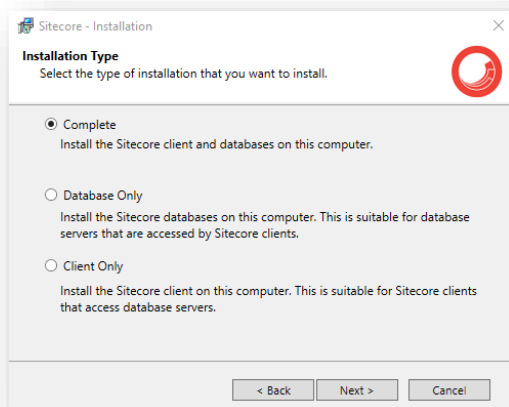 Sitecore - Installation
Installation Type
Select the type of installation that you want to install.
Complete
Install the Sitecore client and databases on this computer.
Database Only
Install the Sitecore databases on this computer. This is suitable for database
servers that are accessed by Sitecore clients.
Client Only
Install the Sitecore client on this computer. This is suitable for Sitecore clients
that access database servers.
< Back Next > Cancel